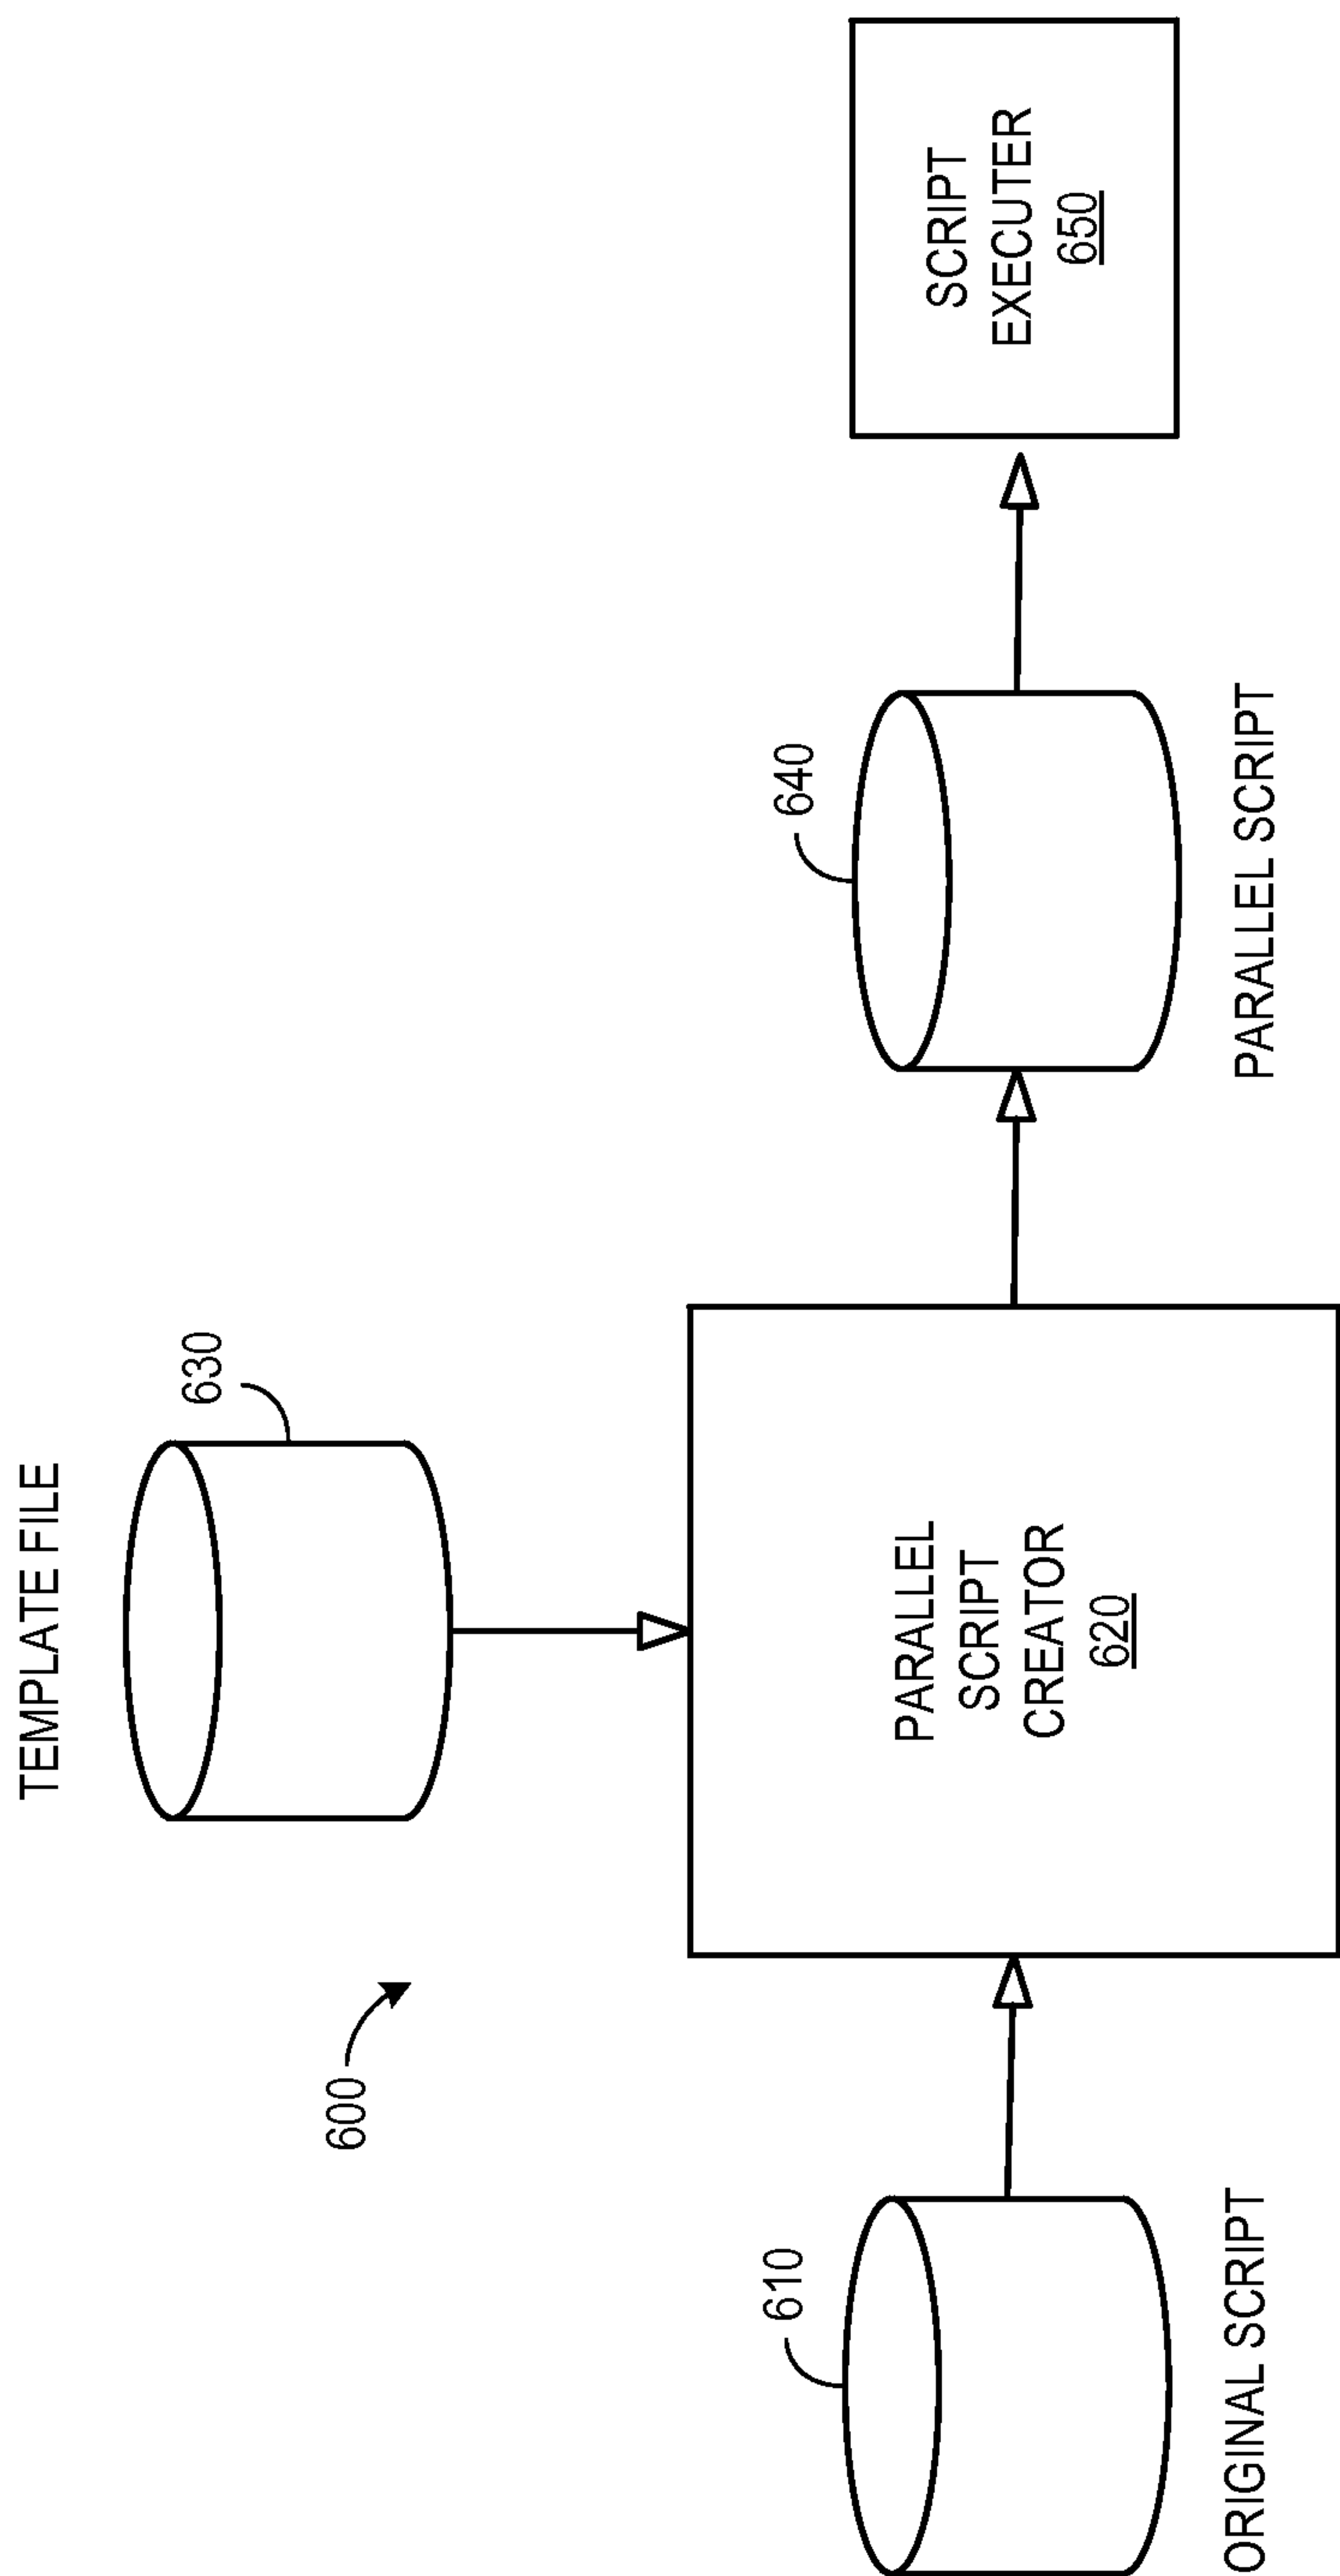 TEMPLATE FILE
630
600
610
ORIGINAL SCRIPT
PARALLEL
SCRIPT
CREATOR
620
640
PARALLEL SCRIPT
SCRIPT
EXECUTER
650